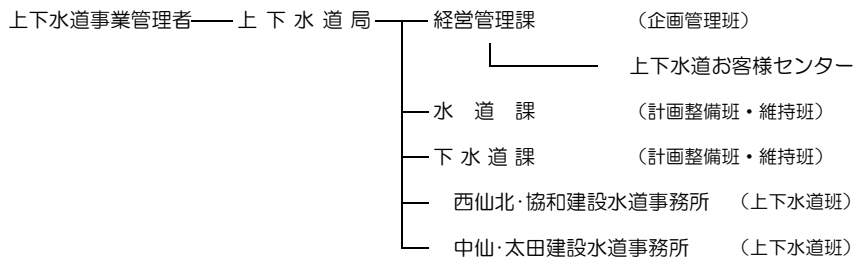 上下水道事業管理者 上下水道局 経営管理課 （企画管理班）
上下水道お客様センター
水道課 （計画整備班・維持班）
下水道課 （計画整備班・維持班）
西仙北･協和建設水道事務所 （上下水道班）
中仙･太田建設水道事務所 （上下水道班）